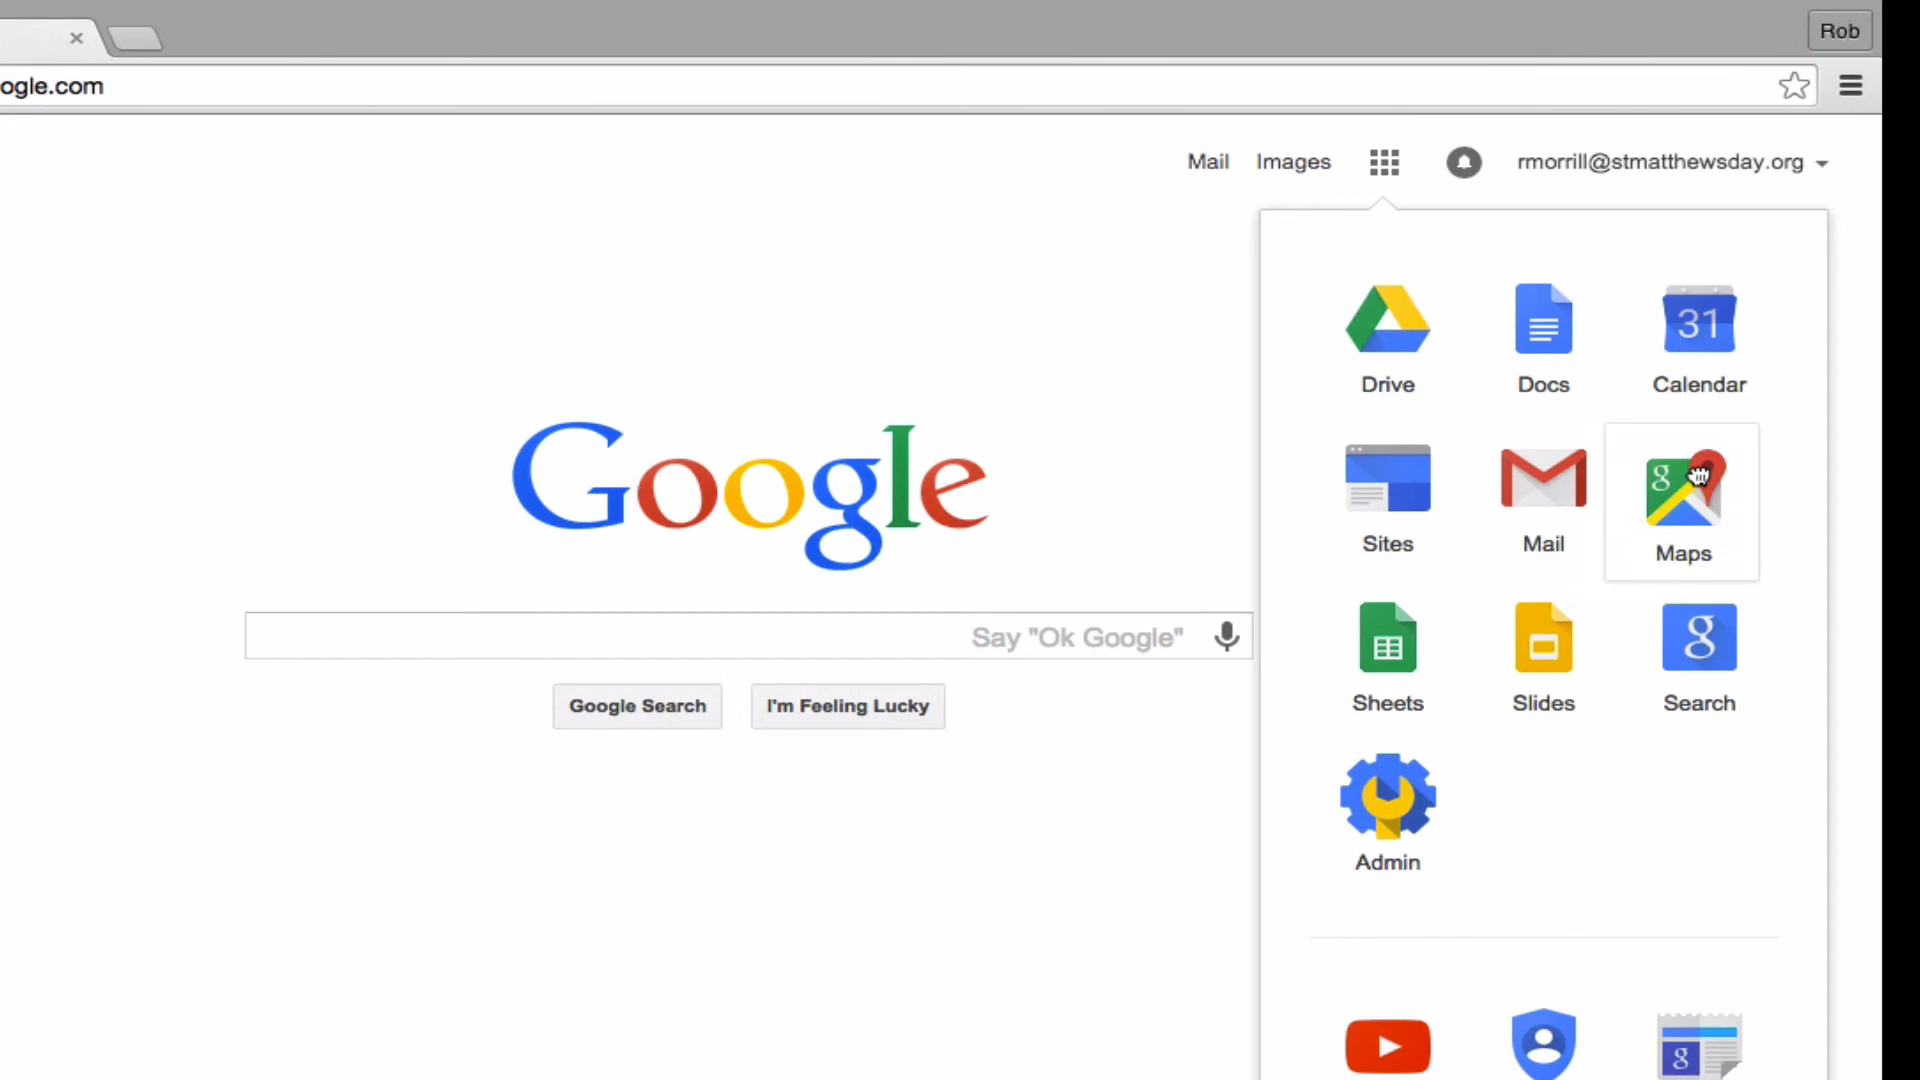 Rob
ogle.com
Mail Images rmorrill@stmatthewsday.org
31
Drive Docs Calendar
g
Sites Mail Maps
Google
Say "Ok Google"
g
Google Search I'm Feeling Lucky
Sheets Slides Search
Admin
g